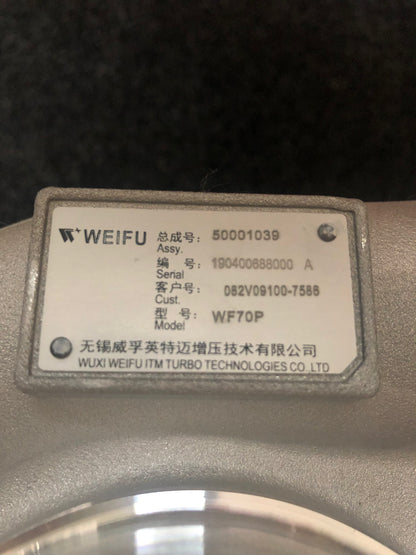 WEIFU 总成号: 50001039
Assy.
编 号: 190400688000 A
Serial
客户号: 082V09100-7586
Cust.
型 号: WF70P
Model
无锡威孚英特迈增压技术有限公司
WUXI WEIFU ITM TURBO TECHNOLOGIES CO.,LTD